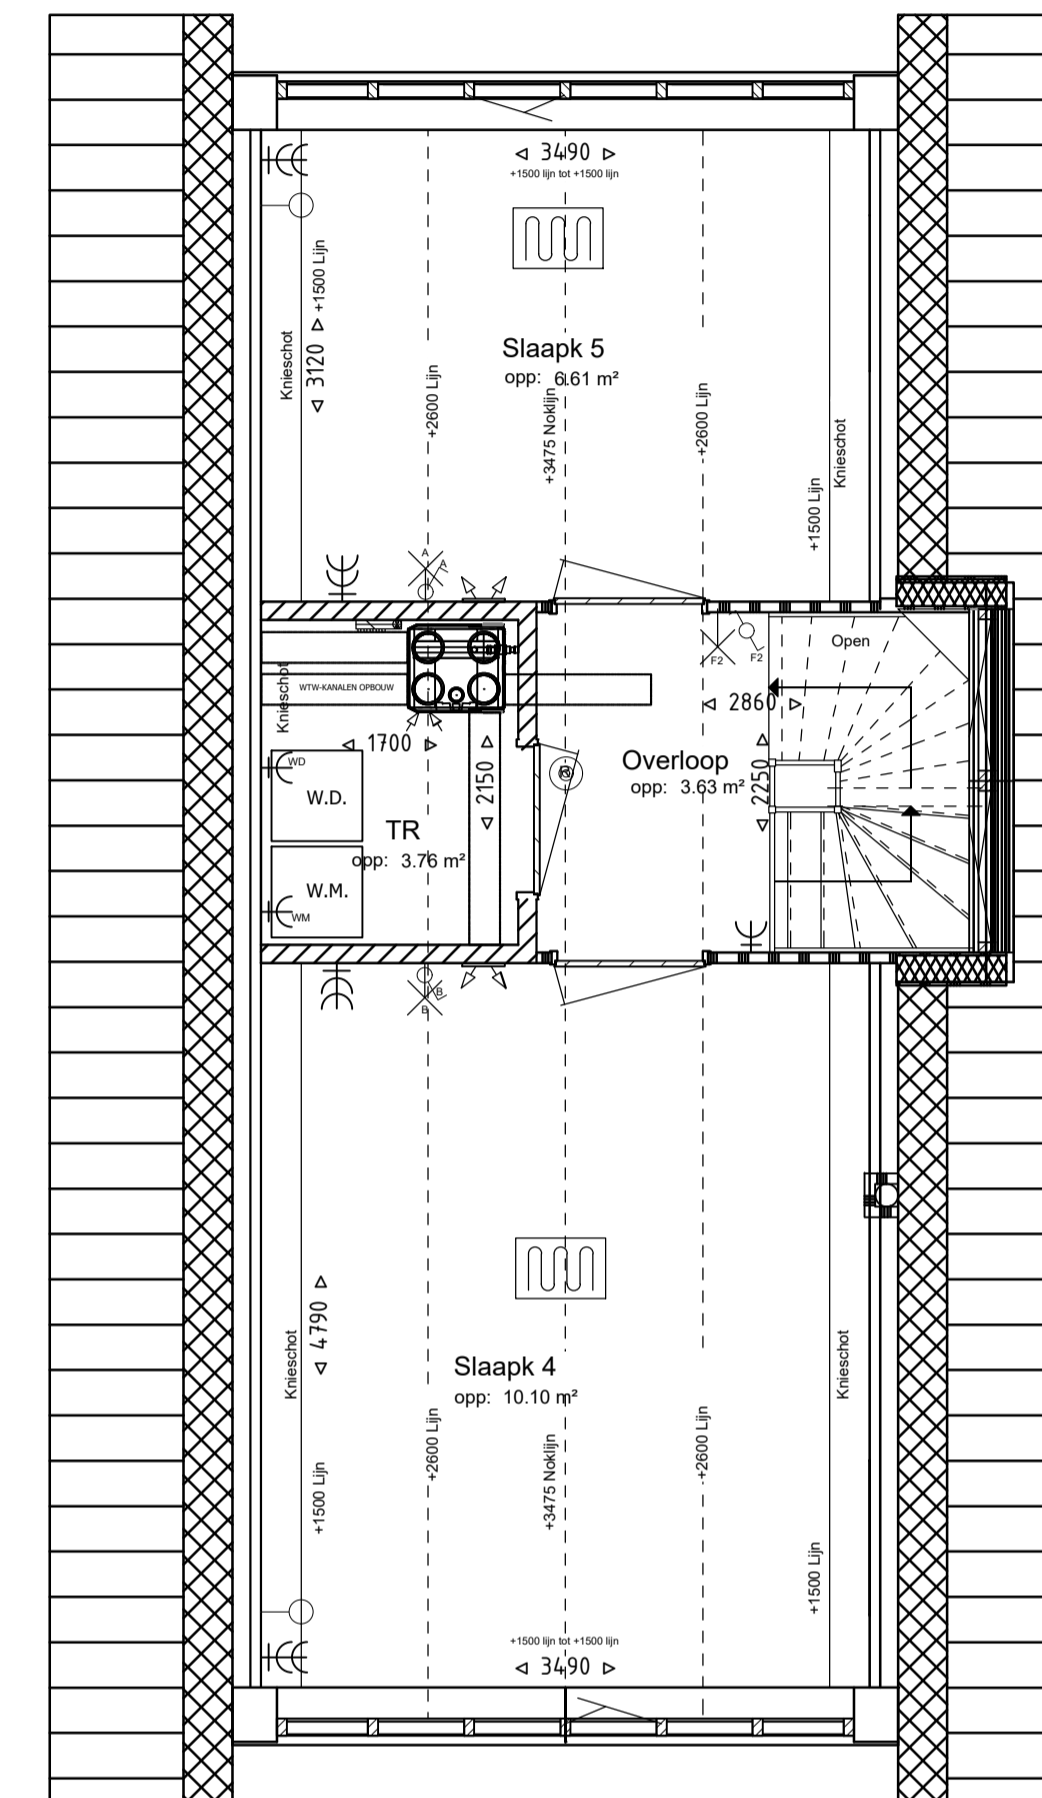 3490
+1500 lijn tot +1500 lijn
+1500 Lijn
3120
Knieschot
Slaapk 5
opp: 6.61 m²
+2600 Lijn
+3475 Noklijn
+2600 Lijn
Knieschot
+1500 Lijn
A
A
F2
F2
Open
Knieschot
WTW-KANALEN OPBOUW
2860
1700
2150
2250
Overloop
opp: 3.63 m²
WD
W.D.
TR
opp: 3.76 m²
W.M.
WM
B
B
4790
Knieschot
Knieschot
Slaapk 4
opp: 10.10 m²
+2600 Lijn
+3475 Noklijn
+2600 Lijn
+1500 Lijn
+1500 Lijn
+1500 lijn tot +1500 lijn
3490